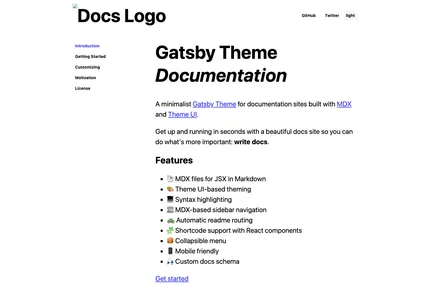 Docs Logo
GitHub Twitter light
Introduction
Getting Started
Customizing
Motivation
License
Gatsby Theme
Documentation
A minimalist Gatsby Theme for documentation sites built with MDX
and Theme UI.
Get up and running in seconds with a beautiful docs site so you can
do what's more important: write docs.
Features
• 📝 MDX files for JSX in Markdown
• 🎨 Theme UI-based theming
• 💻 Syntax highlighting
• 📰 MDX-based sidebar navigation
• 🚙 Automatic readme routing
• 🧩 Shortcode support with React components
• 🍔 Collapsible menu
• 📱 Mobile friendly
• 🎣 Custom docs schema
Get started